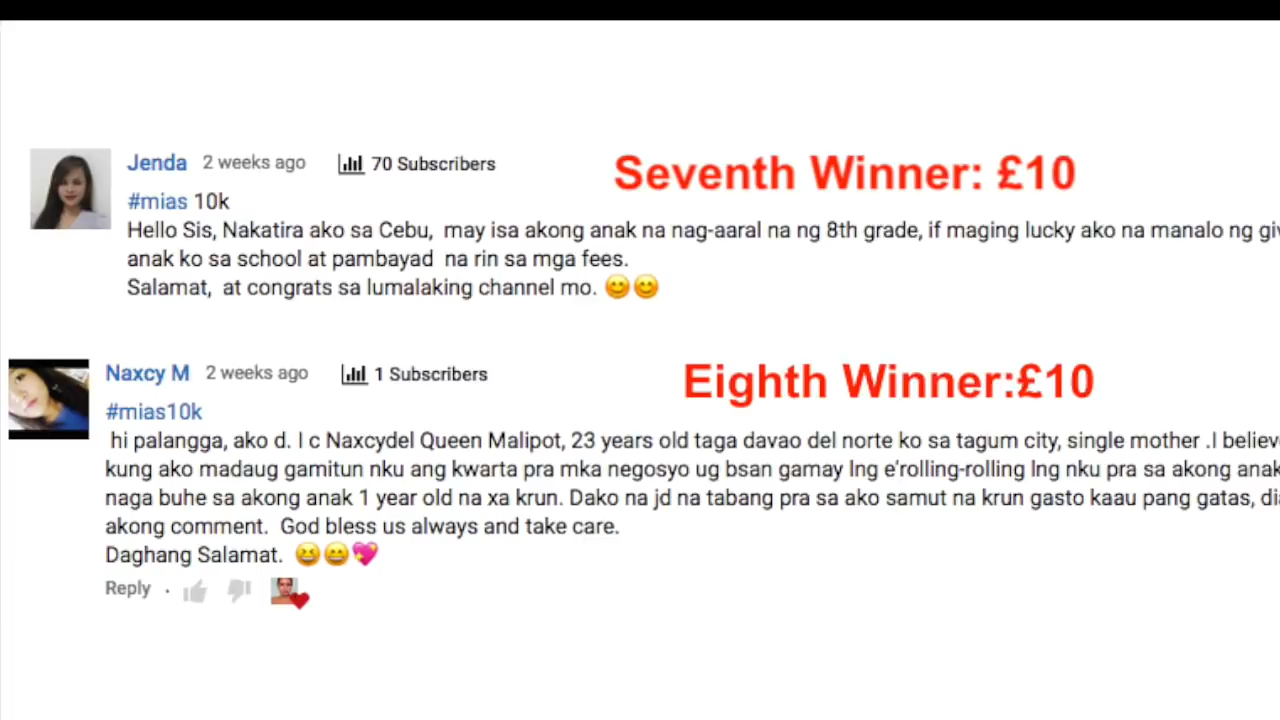 Jenda 2 weeks ago 70 Subscribers
Seventh Winner: £10
#mias 10k
Hello Sis, Nakatira ako sa Cebu, may isa akong anak na nag-aaral na ng 8th grade, if maging lucky ako na manalo ng
anak ko sa school at pambayad na rin sa mga fees.
Salamat, at congrats sa lumalaking channel mo. 😊😊
Naxcy M 2 weeks ago 1 Subscribers
Eighth Winner:£10
#mias10k
hi palangga, ako d. I c Naxcydel Queen Malipot, 23 years old taga davao del norte ko sa tagum city, single mother .I
kung ako madaug gamitun nku ang kwarta pra mka negosyo ug bsan gamay lng e'rolling-rolling lng nku pra sa akong anak
naga buhe sa akong anak 1 year old na xa krun. Dako na jd na tabang pra sa ako samut na krun gasto kaau pang gatas,
akong comment. God bless us always and take care.
Daghang Salamat. 😆😁💖
Reply